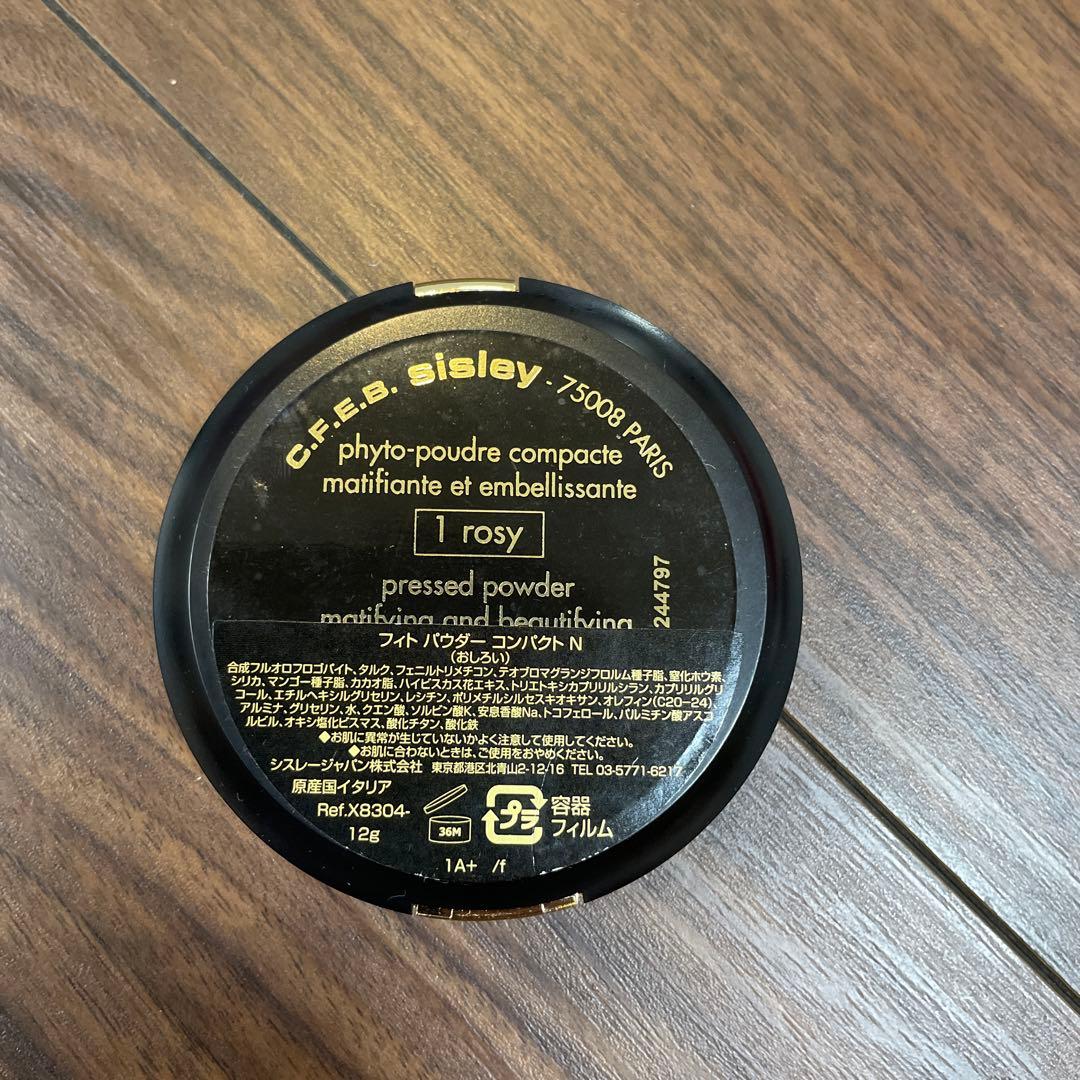 C.F.E.B. sisley - 75008 PARIS
phyto-poudre compacte
matifiante et embellissante
1 rosy
pressed powder
matifying and beautifying
244797
フィト パウダー コンパクト N
（おしろい）
合成フルオロフロゴパイト、タルク、フェニルトリメチコン、テオブロマグランジフロルム種子脂、窒化ホウ素、
シリカ、マンゴー種子脂、カカオ脂、ハイビスカス花エキス、トリエトキシカプリリルシラン、カプリリルグリ
コール、エチルヘキシルグリセリン、レシチン、ポリメチルシルセスキオキサン、オレフィン（C20-24）、
アルミナ、グリセリン、水、クエン酸、ソルビン酸K、安息香酸Na、トコフェロール、パルミチン酸アスコ
ルビル、オキシ塩化ビスマス、酸化チタン、酸化鉄
◆お肌に異常が生じていないかよく注意して使用してください。
◆お肌に合わないときは、ご使用をおやめください。
シスレージャパン株式会社 東京都港区北青山2-12-16 TEL 03-5771-6217
原産国イタリア
Ref.X8304-
12g
36M
プラ
容器
フィルム
1A+ /f